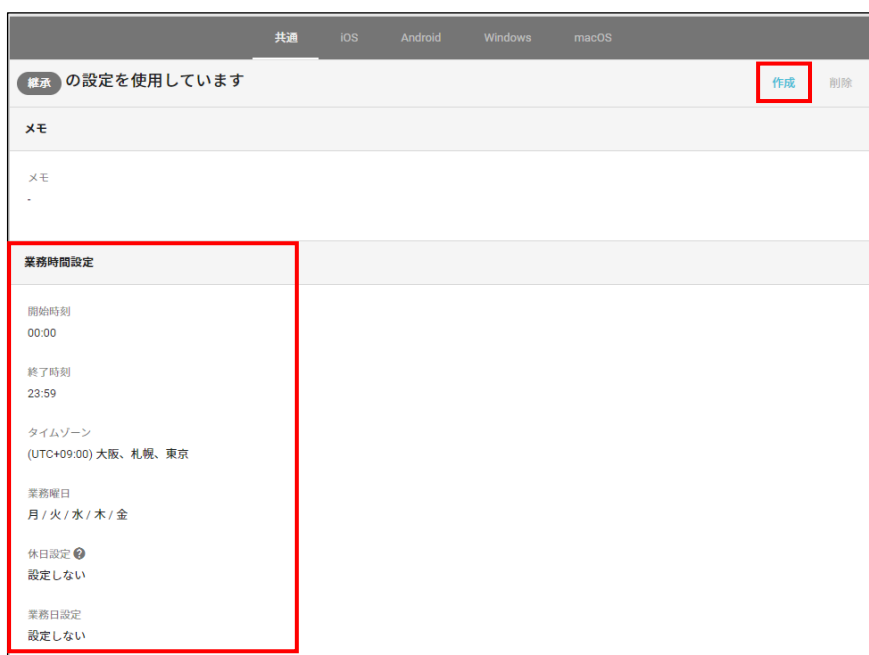 共通 iOS Android Windows macOS
継承 の設定を使用しています 作成 削除
メモ
メモ
-
業務時間設定
開始時刻
00:00
終了時刻
23:59
タイムゾーン
(UTC+09:00) 大阪、札幌、東京
業務曜日
月 / 火 / 水 / 木 / 金
休日設定 ?
設定しない
業務日設定
設定しない